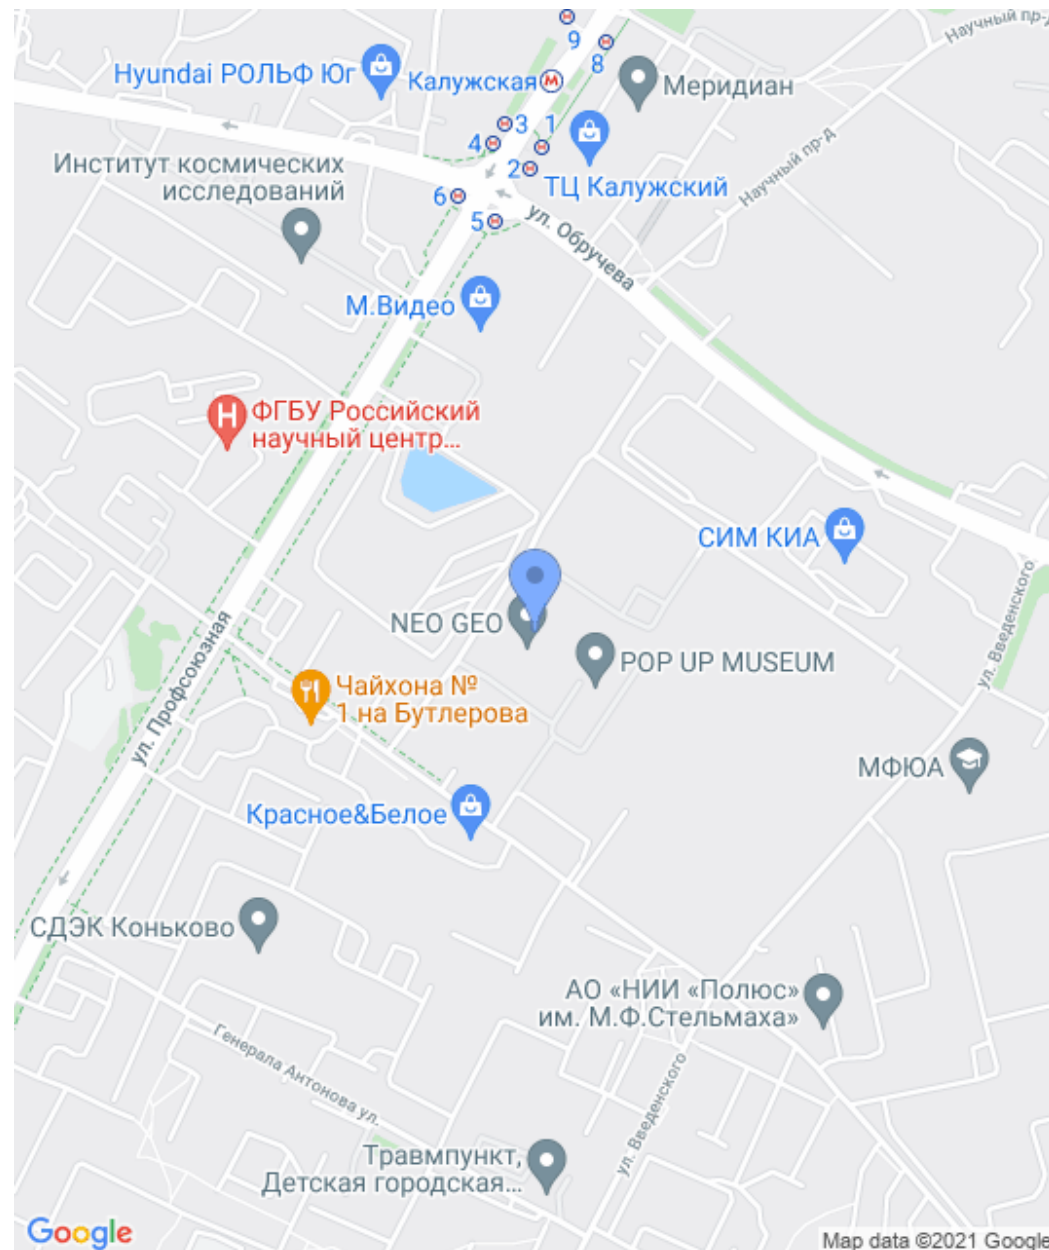 Научный пр-д
9
8
Hyundai РОЛЬФ Юг
Калужская
Меридиан
3
1
4
2
ТЦ Калужский
Научный пр-д
Институт космических
исследований
6
5
ул. Обручева
М.Видео
ФГБУ Российский
научный центр...
СИМ КИА
ул. Введенского
NEO GEO
POP UP MUSEUM
ул. Профсоюзная
Чайхона №
1 на Бутлерова
МФЮА
Красное&Белое
СДЭК Коньково
АО «НИИ «Полюс»
им. М.Ф.Стельмаха»
Генерала Антонова ул.
ул. Введенского
Травмпункт,
Детская городская...
Google
Map data ©2021 Google